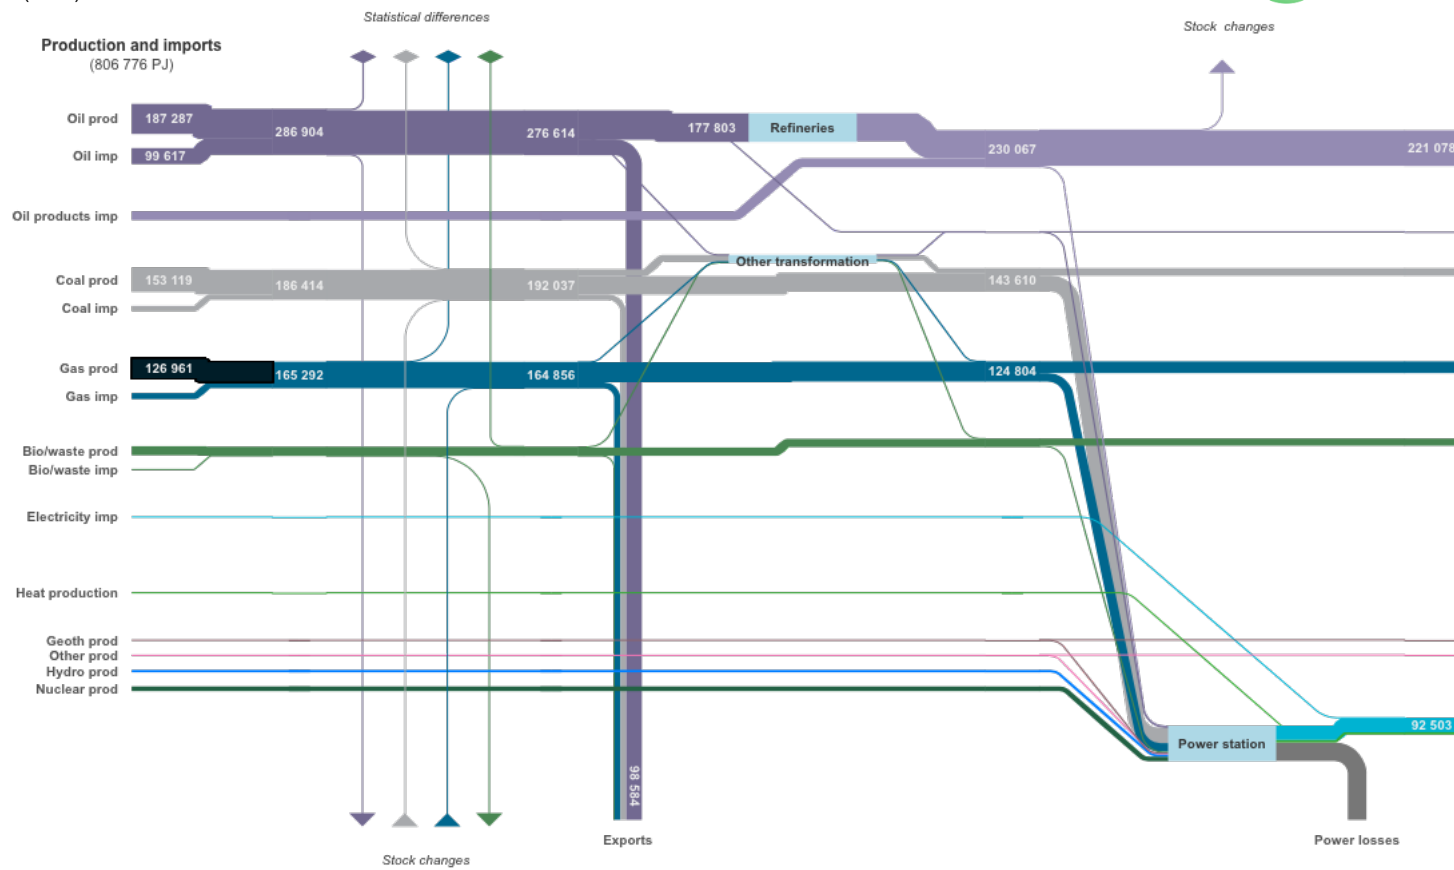 Statistical differences
Stock changes
Production and imports
(806 776 PJ)
Oil prod
187 287
286 904
276 614
177 803
Refineries
230 067
221 078
Oil imp
99 617
Oil products imp
Other transformation
Coal prod
153 119
186 414
192 037
143 610
Coal imp
Gas prod
126 961
165 292
164 856
124 804
Gas imp
Bio/waste prod
Bio/waste imp
Electricity imp
Heat production
Geoth prod
Other prod
Hydro prod
Nuclear prod
92 503
Power station
98 584
Exports
Power losses
Stock changes